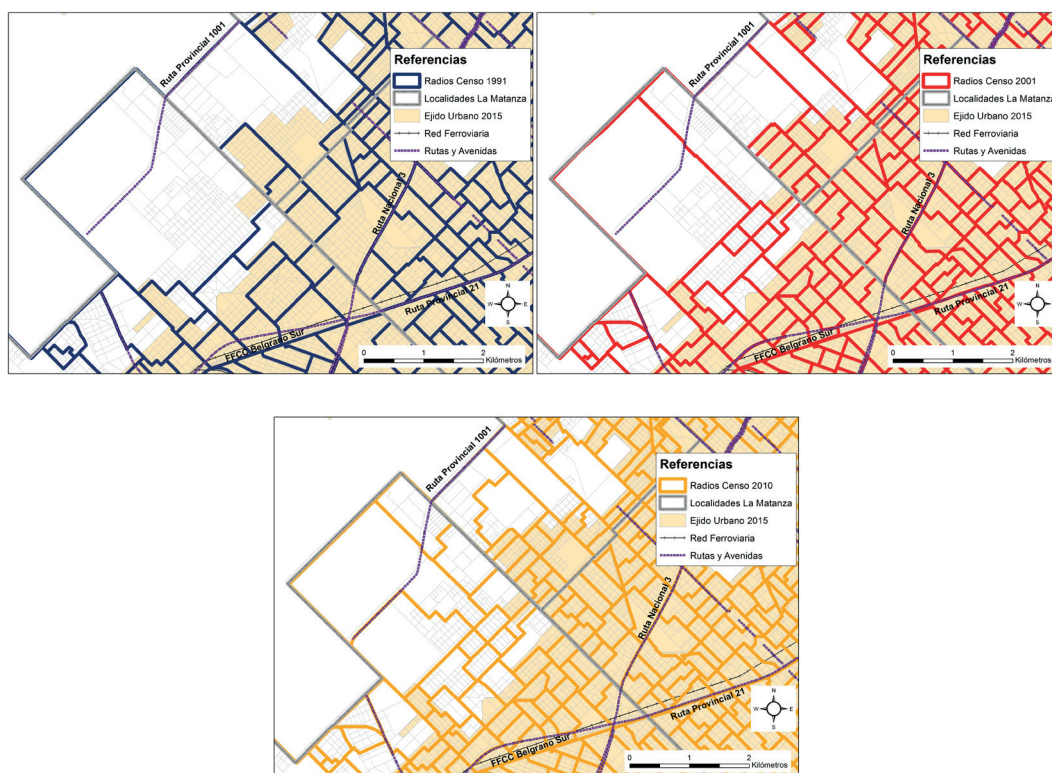 Ruta Provincial 1001
Referencias
Radios Censo 1991
Localidades La Matanza
Ejido Urbano 2015
Red Ferroviaria
Rutas y Avenidas
Ruta Nacional 3
Ruta Provincial 21
FFCC Belgrano Sur
N
W E
S
0 1 2
Kilómetros
Ruta Provincial 1001
Referencias
Radios Censo 2001
Localidades La Matanza
Ejido Urbano 2015
Red Ferroviaria
Rutas y Avenidas
Ruta Nacional 3
Ruta Provincial 21
FFCC Belgrano Sur
N
W E
S
0 1 2
Kilómetros
Ruta Provincial 1001
Referencias
Radios Censo 2010
Localidades La Matanza
Ejido Urbano 2015
Red Ferroviaria
Rutas y Avenidas
Ruta Nacional 3
Ruta Provincial 21
FFCC Belgrano Sur
N
W E
S
0 1 2
Kilómetros